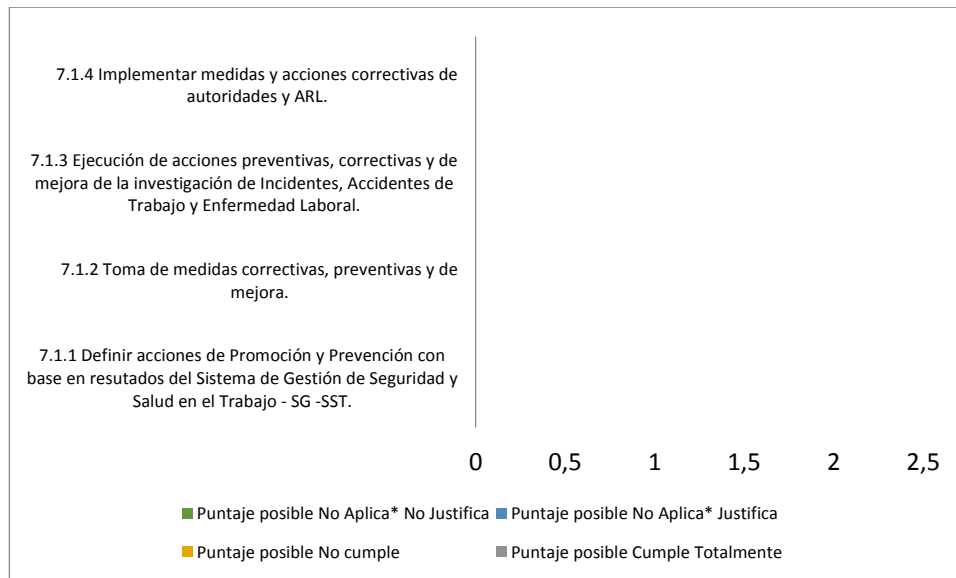 7.1.4 Implementar medidas y acciones correctivas de
autoridades y ARL.
7.1.3 Ejecución de acciones preventivas, correctivas y de
mejora de la investigación de Incidentes, Accidentes de
Trabajo y Enfermedad Laboral.
7.1.2 Toma de medidas correctivas, preventivas y de
mejora.
7.1.1 Definir acciones de Promoción y Prevención con
base en resutados del Sistema de Gestión de Seguridad y
Salud en el Trabajo - SG -SST.
0 0,5 1 1,5 2 2,5
Puntaje posible No Aplica* No Justifica Puntaje posible No Aplica* Justifica
Puntaje posible No cumple Puntaje posible Cumple Totalmente